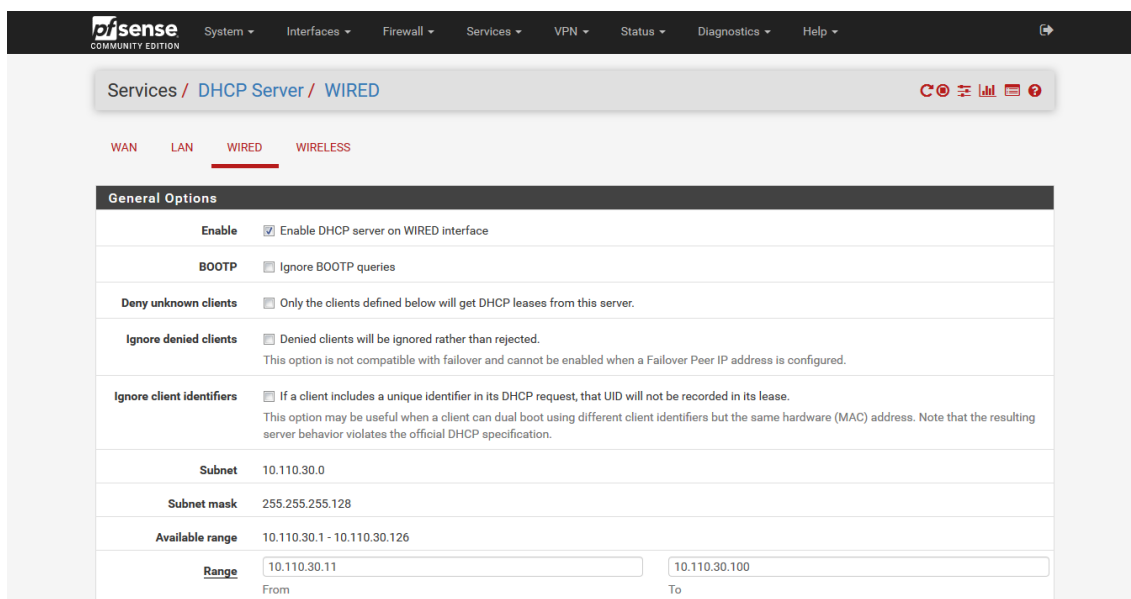 pfsense
COMMUNITY EDITION
System Interfaces Firewall Services VPN Status Diagnostics Help
Services / DHCP Server / WIRED
WAN LAN WIRED WIRELESS
General Options
Enable Enable DHCP server on WIRED interface
BOOTP Ignore BOOTP queries
Deny unknown clients Only the clients defined below will get DHCP leases from this server.
Ignore denied clients Denied clients will be ignored rather than rejected.
This option is not compatible with failover and cannot be enabled when a Failover Peer IP address is configured.
Ignore client identifiers If a client includes a unique identifier in its DHCP request, that UID will not be recorded in its lease.
This option may be useful when a client can dual boot using different client identifiers but the same hardware (MAC) address. Note that the resulting
server behavior violates the official DHCP specification.
Subnet 10.110.30.0
Subnet mask 255.255.255.128
Available range 10.110.30.1 - 10.110.30.126
Range 10.110.30.11 10.110.30.100
From To